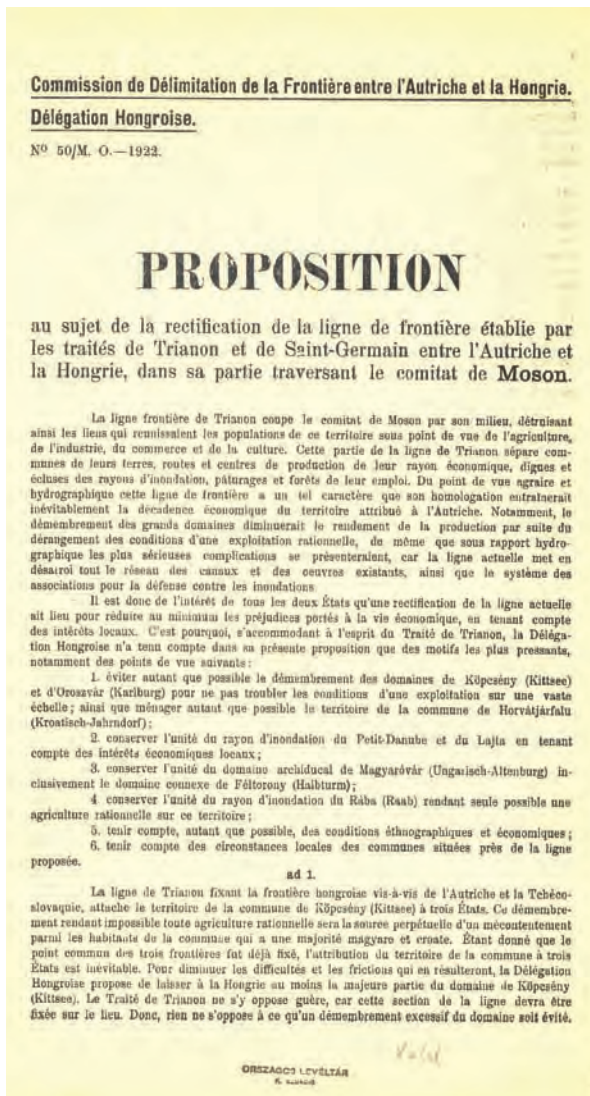 Commission de Délimitation de la Frontière entre l'Autriche et la Hongrie.
Délégation Hongroise.
Nº 50/M. O.—1922.
PROPOSITION
au sujet de la rectification de la ligne de frontière établie par
les traités de Trianon et de Saint-Germain entre l'Autriche et
la Hongrie, dans sa partie traversant le comitat de Moson.
La ligne frontière de Trianon coupe le comitat de Moson par son milieu, détruisant
ainsi les liens qui reunissaient les populations de ce territoire sous point de vue de l'agriculture,
de l'industrie, du commerce et de la culture. Cette partie de la ligne de Trianon sépare com-
munes de leurs terres, routes et centres de production de leur rayon économique, digues et
écluses des rayons d'inondation, pâturages et forêts de leur emploi. Du point de vue agraire et
hydrographique cette ligne de frontière a un tel caractère que son homologation entraînerait
inévitablement la décadence économique du territoire attribué à l'Autriche. Notamment, le
démembrement des grands domaines diminuerait le rendement de la production par suite du
dérangement des conditions d'une exploitation rationnelle, de même que sous rapport hydro-
graphique les plus sérieuses complications se présenteraient, car la ligne actuelle met en
désarroi tout le réseau des canaux et des oeuvres existants, ainsi que le système des
associations pour la défense contre les inondations
Il est donc de l'intérêt de tous les deux États qu'une rectification de la ligne actuelle
ait lieu pour réduire au minimum les préjudices portés à la vie économique, en tenant compte
des intérêts locaux. C'est pourquoi, s'accommodant à l'esprit du Traité de Trianon, la Déléga-
tion Hongroise n'a tenu compte dans sa présente proposition que des motifs les plus pressants,
notamment des points de vue suivants:
1. éviter autant que possible le démembrement des domaines de Köpcsény (Kittsee)
et d'Oroszvár (Karlburg) pour ne pas troubler les conditions d'une exploitation sur une vaste
échelle; ainsi que ménager autant que possible le territoire de la commune de Horvátjárfalu
(Kroatisch-Jahrndorf);
2. conserver l'unité du rayon d'inondation du Petit-Danube et du Lajta en tenant
compte des intérêts économiques locaux;
3. conserver l'unité du domaine archiducal de Magyaróvár (Ungarisch-Altenburg) in-
clusivement le domaine connexe de Féltorony (Halbturm);
4 conserver l'unité du rayon d'inondation du Rába (Raab) rendant seule possible une
agriculture rationnelle sur ce territoire;
5. tenir compte, autant que possible, des conditions éthnographiques et économiques;
6. tenir compte des circonstances locales des communes situées près de la ligne
proposée.
ad 1.
La ligne de Trianon fixant la frontière hongroise vis-à-vis de l'Autriche et la Tchéco-
slovaquie, attache le territoire de la commune de Köpcsény (Kittsee) à trois États. Ce démembre-
ment rendant impossible toute agriculture rationnelle sera la source perpétuelle d'un mécontentement
parmi les habitants de la commune qui a une majorité magyare et croate. Étant donné que le
point commun des trois frontières fut déjà fixé, l'attribution du territoire de la commune à trois
États est inévitable. Pour diminuer les difficultés et les frictions qui en résulteront, la Délégation
Hongroise propose de laisser à la Hongrie au moins la majeure partie du domaine de Köpcsény
(Kittsee). Le Traité de Trianon ne s'y oppose guère, car cette section de la ligne devra être
fixée sur le lieu. Donc, rien ne s'oppose à ce qu'un démembrement excessif du domaine soit évité.
ORSZÁGOS LEVÉLTÁR